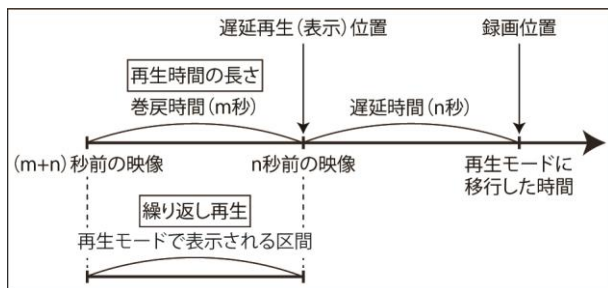 遅延再生(表示)位置
録画位置
再生時間の長さ
巻戻時間(m秒)
遅延時間(n秒)
(m+n)秒前の映像
n秒前の映像
再生モードに
移行した時間
繰り返し再生
再生モードで表示される区間